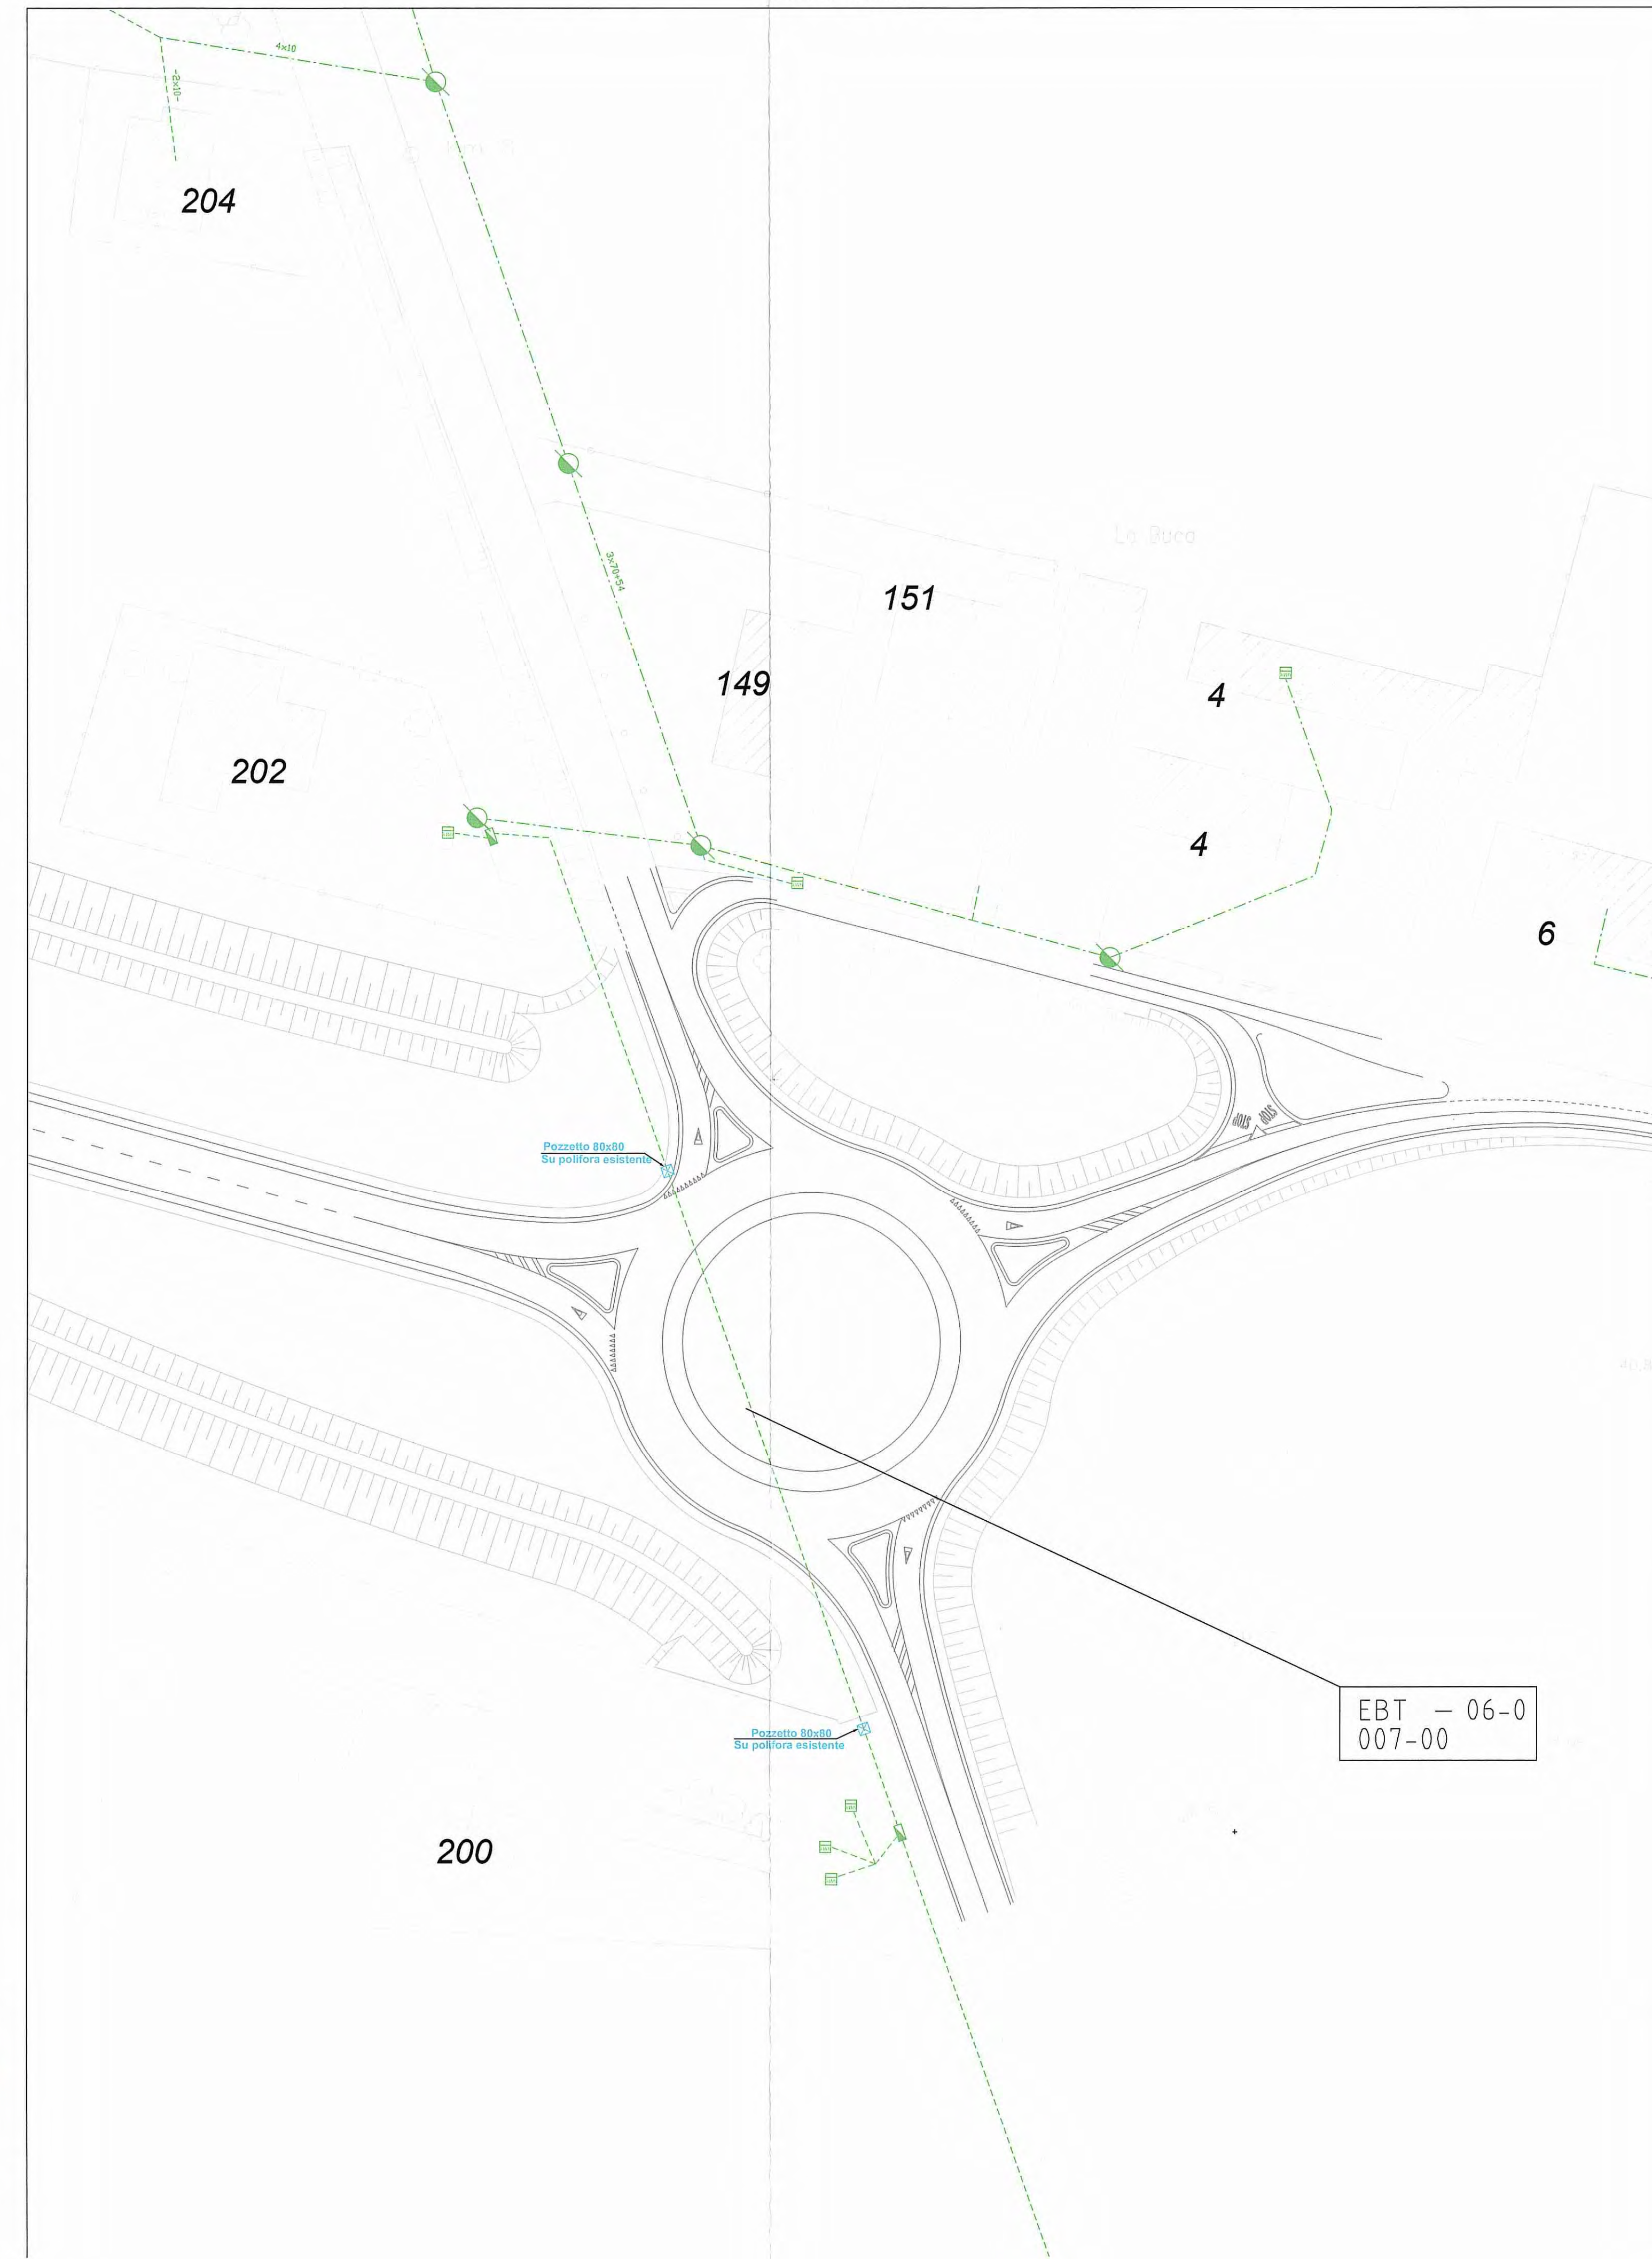 4x10
-2x10-
204
3x70+54
La Buca
151
149
4
202
4
6
STOP
STOP
Pozzetto 80x80
Su polifora esistente
EBT – 06-0
007-00
Pozzetto 80x80
Su polifora esistente
200